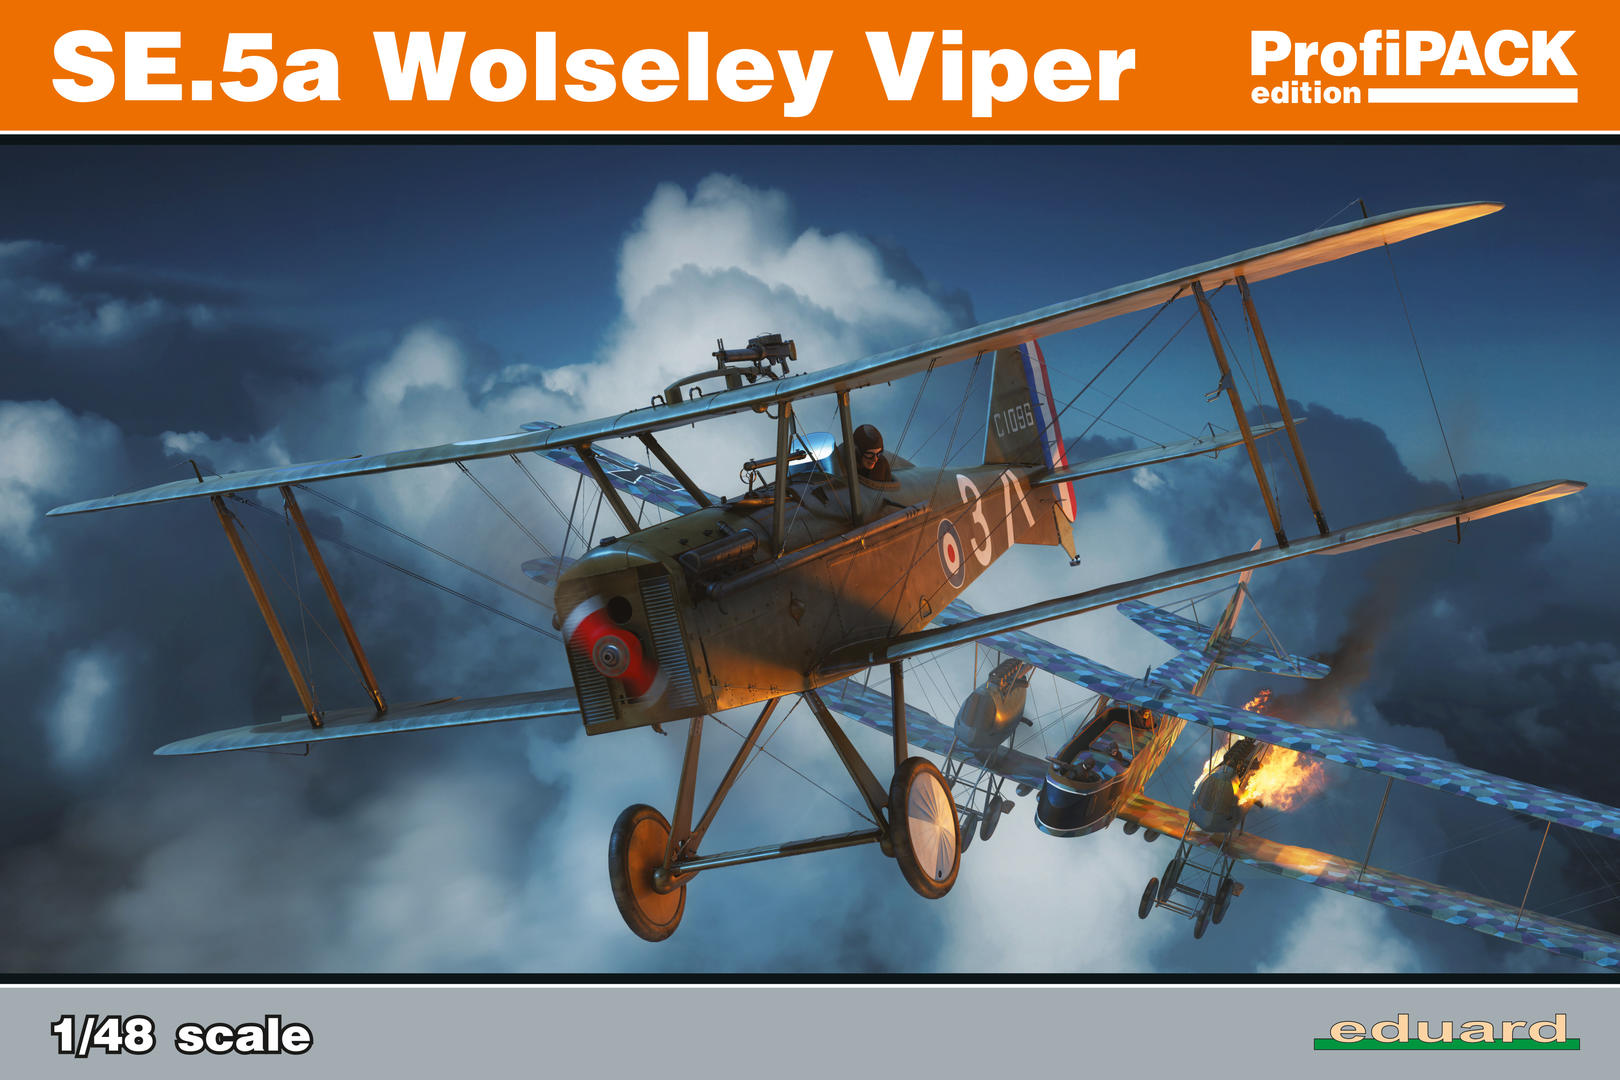 SE.5a Wolseley Viper
ProfiPACK
edition
C1096
3 A
1/48 scale
eduard